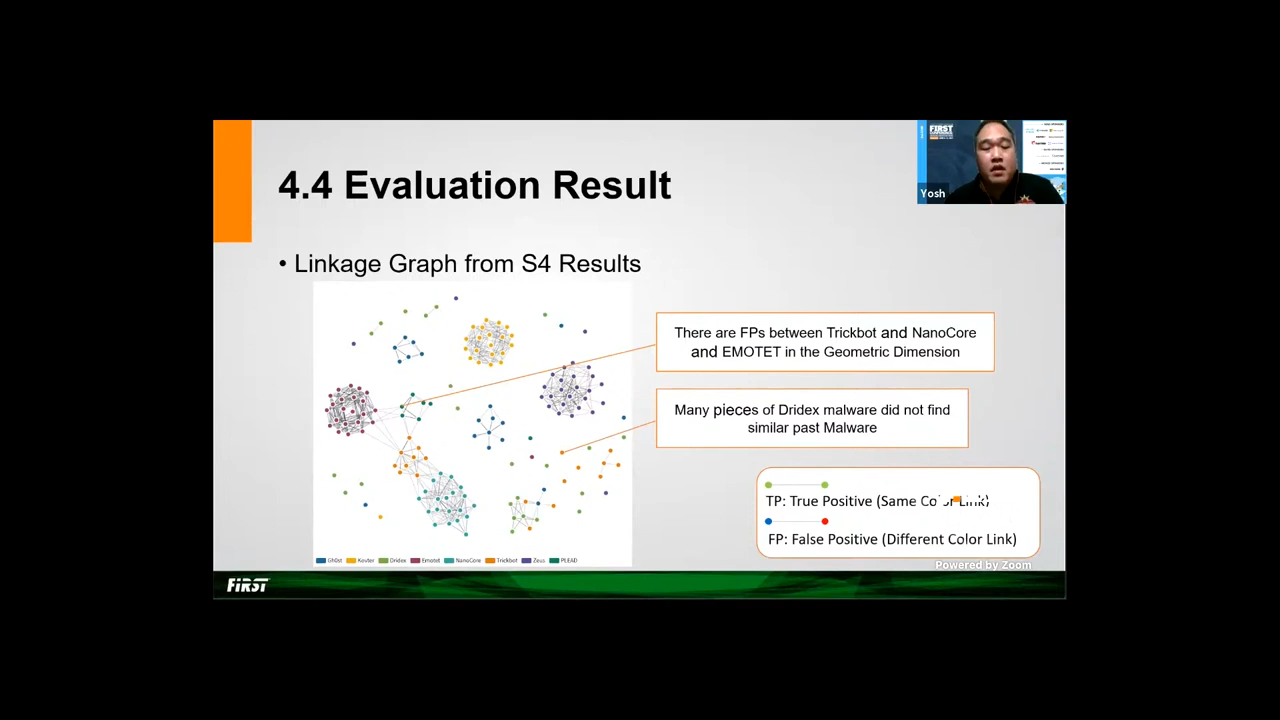 4.4 Evaluation Result
FIRST
Yosh
• Linkage Graph from S4 Results
There are FPs between Trickbot and NanoCore
and EMOTET in the Geometric Dimension
Many pieces of Dridex malware did not find
similar past Malware
TP: True Positive (Same Color Link)
FP: False Positive (Different Color Link)
Gh0st Kovter Dridex Emotet NanoCore Trickbot Zeus PLEAD
Powered by Zoom
FIRST